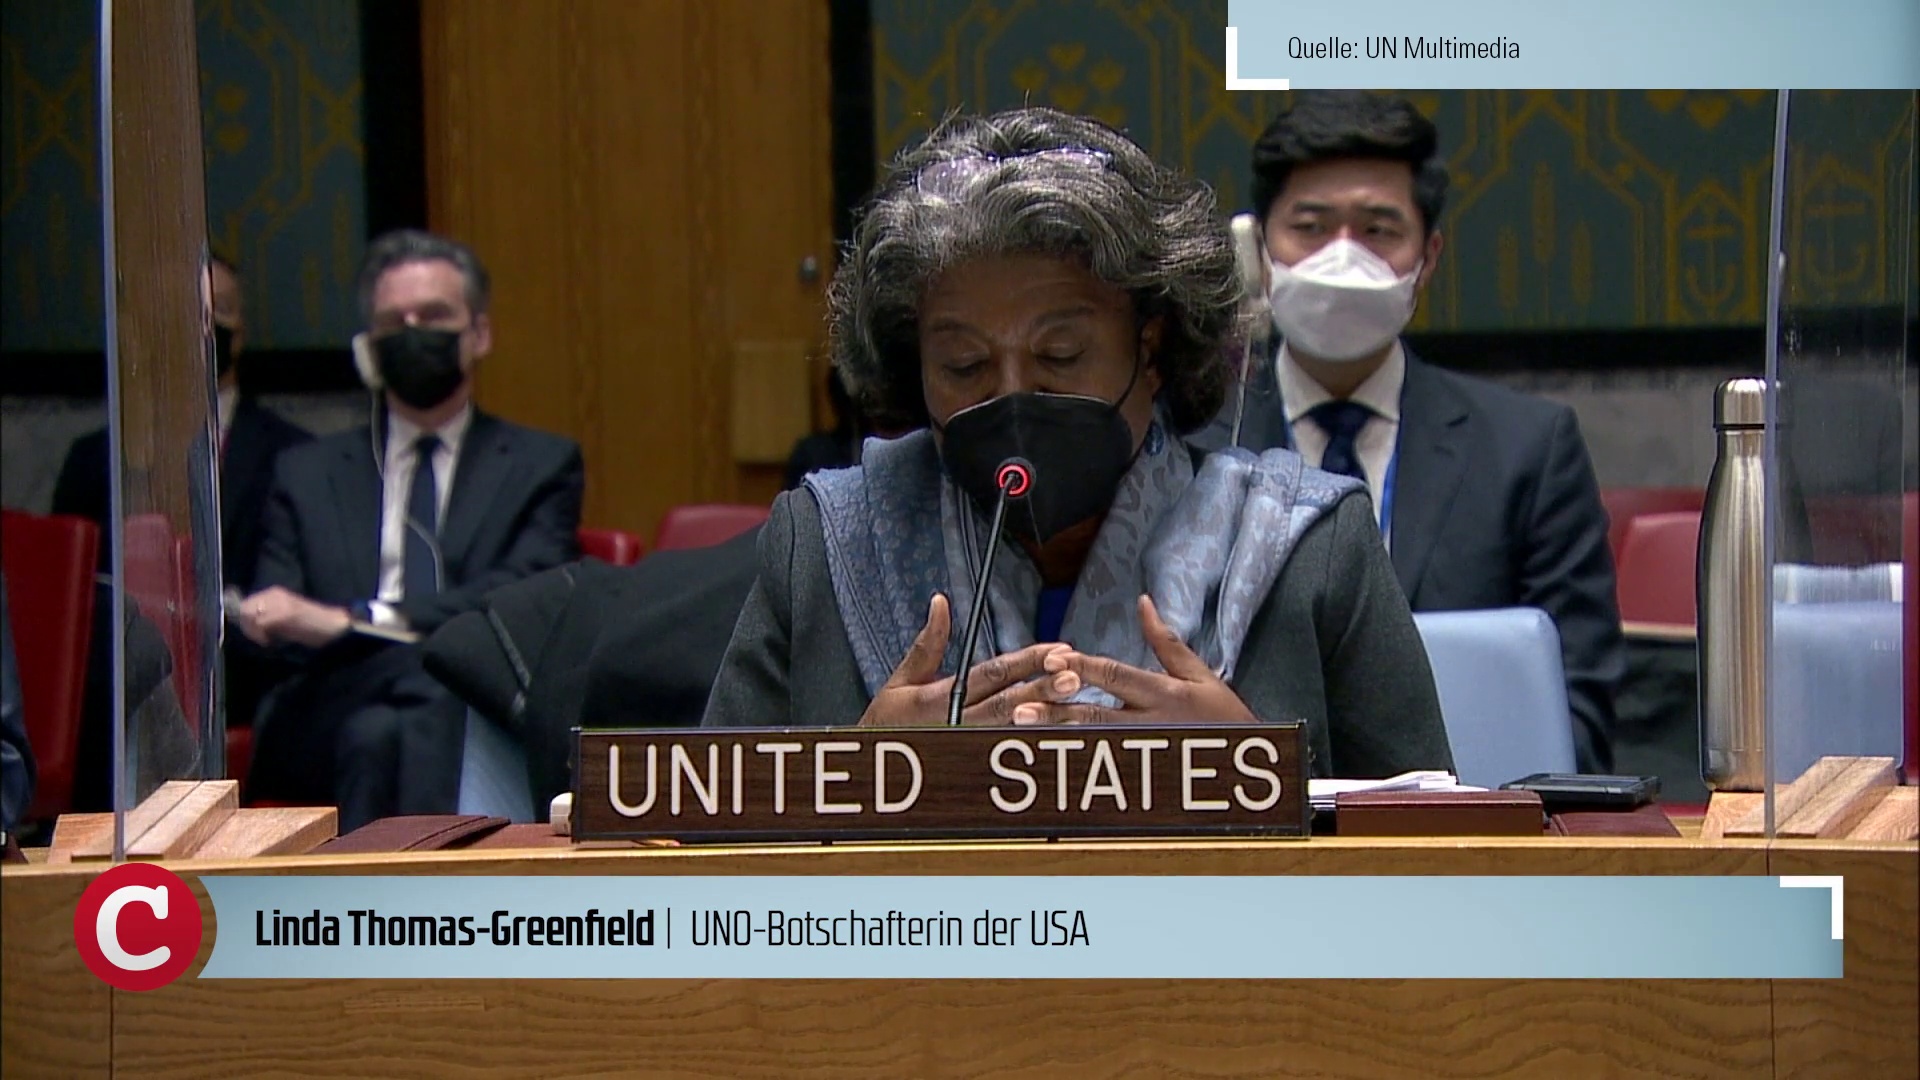 Quelle: UN Multimedia
UNITED STATES
C
Linda Thomas-Greenfield | UNO-Botschafterin der USA